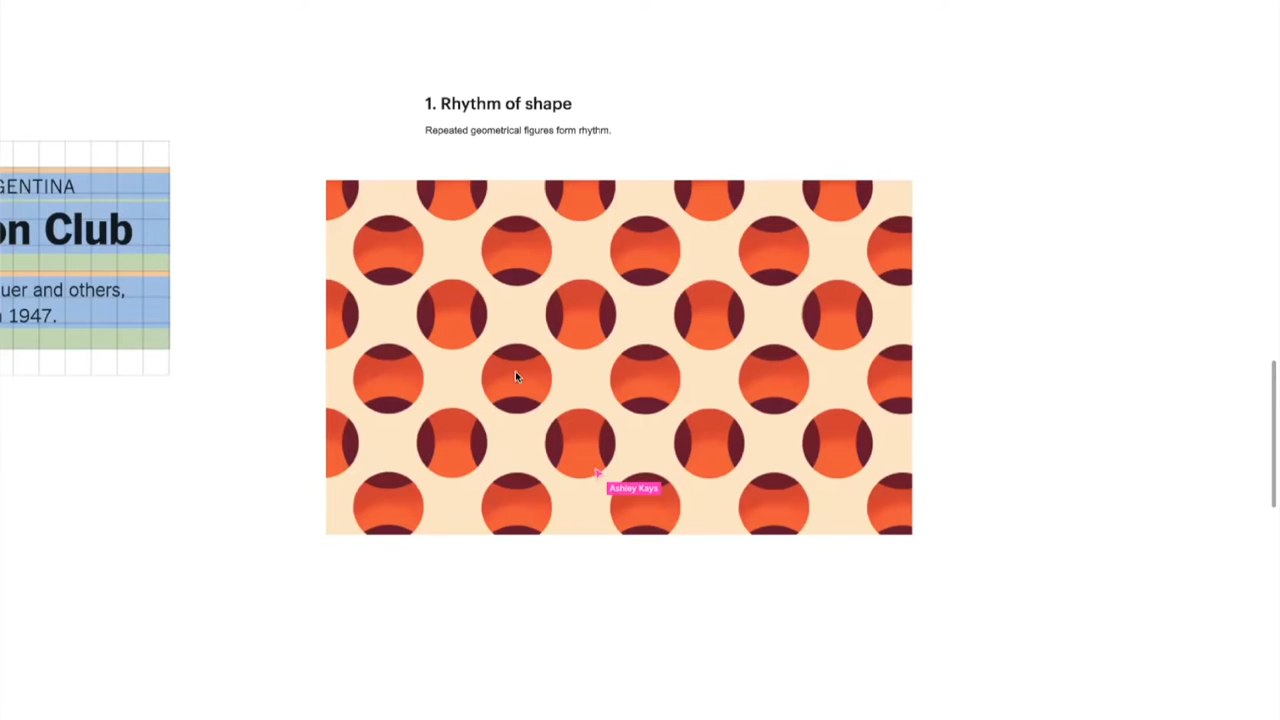 1. Rhythm of shape
Repeated geometrical figures form rhythm.
GENTINA
on Club
uer and others,
1947.
Ashley Kays